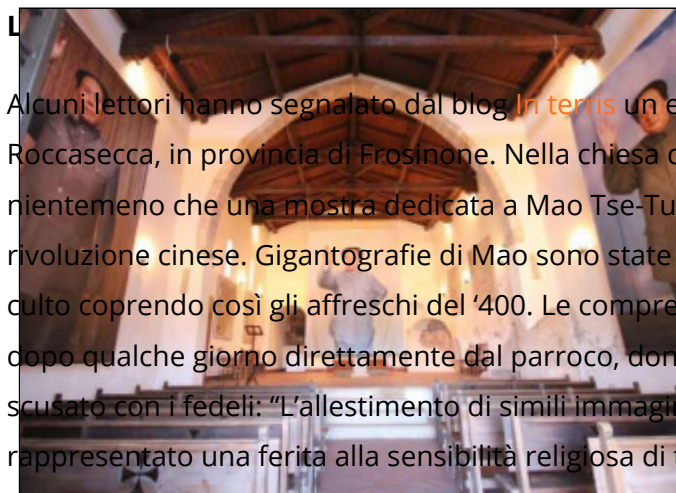 L
Alcuni lettori hanno segnalato dal blog In terris un e
Roccasecca, in provincia di Frosinone. Nella chiesa
nientemeno che una mostra dedicata a Mao Tse-Tu
rivoluzione cinese. Gigantografie di Mao sono state
culto coprendo così gli affreschi del ‘400. Le compre
dopo qualche giorno direttamente dal parroco, don
scusato con i fedeli: “L’allestimento di simili immagi
rappresentato una ferita alla sensibilità religiosa di